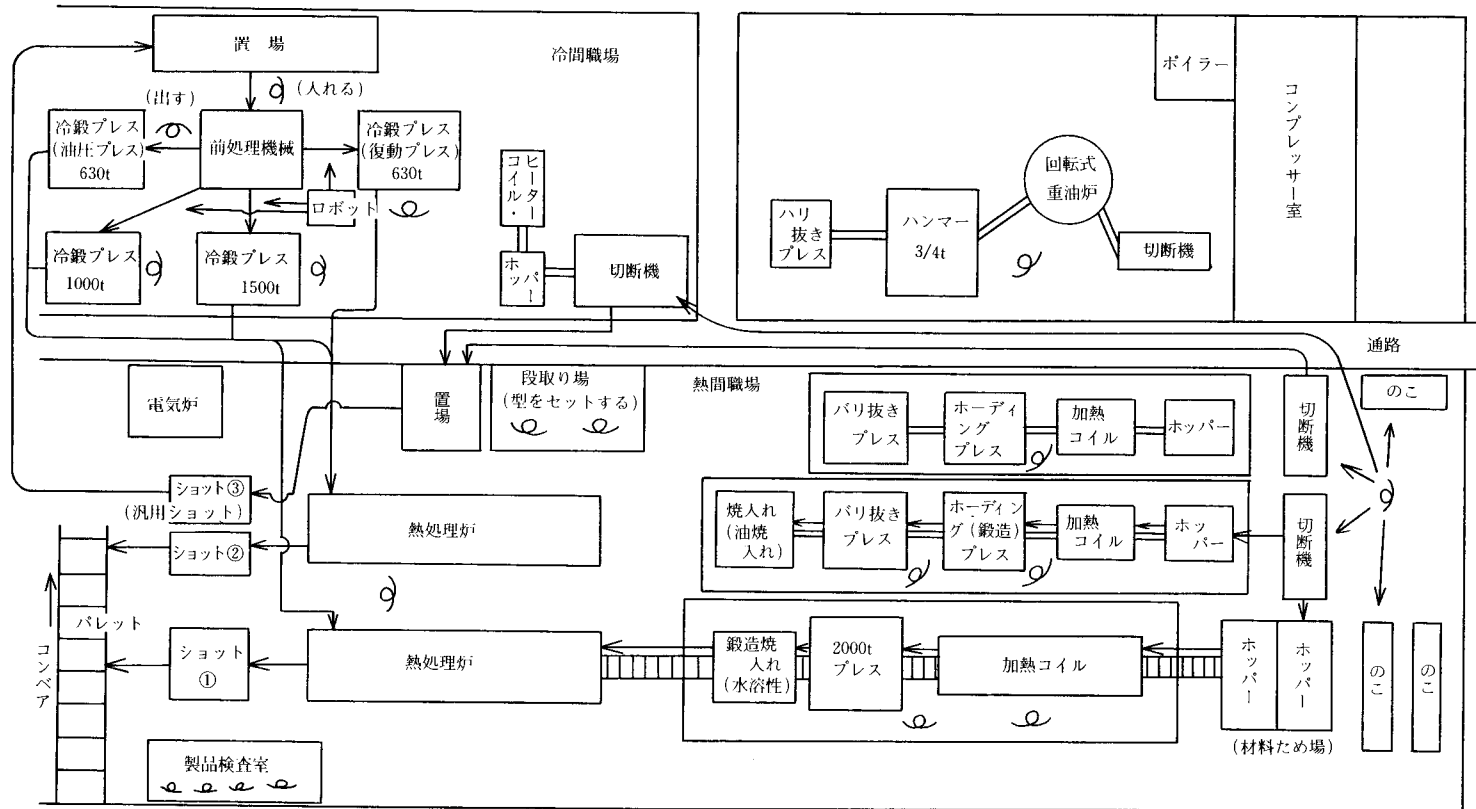 置　場
冷間職場
(入れる)
(出す)
冷鍛プレス
(油圧プレス)
630t
前処理機械
冷鍛プレス
(復動プレス)
630t
ロボット
冷鍛プレス
1000t
冷鍛プレス
1500t
ヒーター
コイル・
ホッパー
切断機
ボイラー
コンプレッサー室
回転式
重油炉
ハリ
抜き
プレス
ハンマー
3/4t
切断機
通路
電気炉
置場
段取り場
(型をセットする)
熱間職場
バリ抜き
プレス
ホーディ
ング
プレス
加熱
コイル
ホッパー
切断機
のこ
ショット③
(汎用ショット)
ショット②
熱処理炉
焼入れ
(油焼
入れ)
バリ抜き
プレス
ホーディン
グ(鍛造)
プレス
加熱
コイル
ホッ
パー
切断機
コンベア
パレット
ショット
①
熱処理炉
鍛造焼
入れ
(水溶性)
2000t
プレス
加熱コイル
ホッパー
ホッパー
(材料ため場)
のこ
のこ
製品検査室